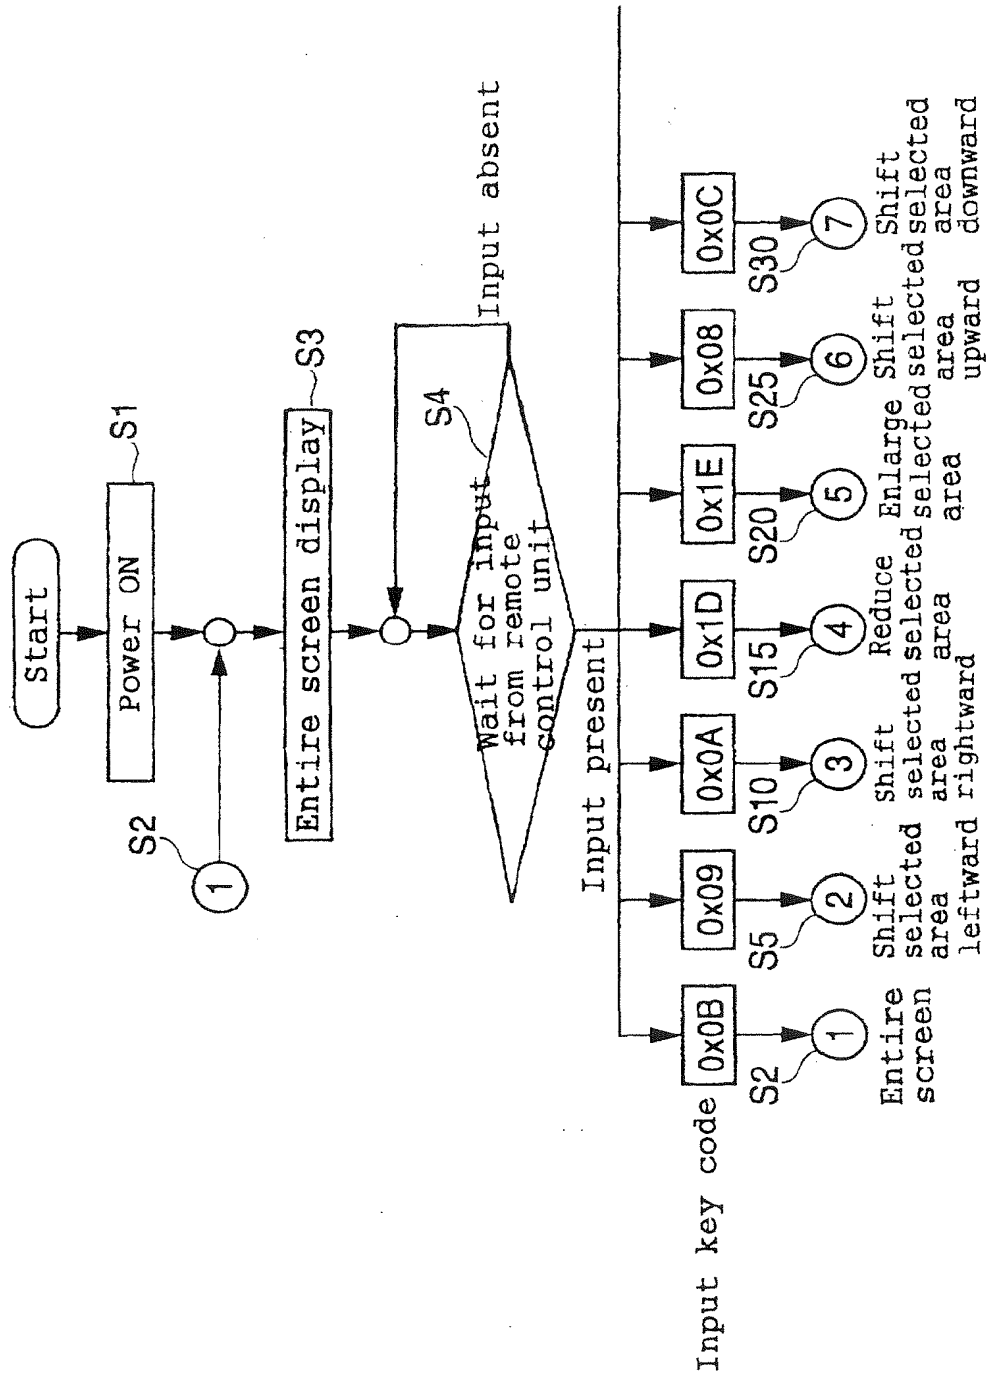 Start
Power ON
S1
S2
1
Entire screen display
S3
Wait for input
from remote
control unit
S4
Input absent
Input present
Input key code
0x0B
0x09
0x0A
0x1D
0x1E
0x08
0x0C
S2
S5
S10
S15
S20
S25
S30
1
2
3
4
5
6
7
Entire
screen
Shift
selected
area
leftward
Shift
selected
area
rightward
Reduce
selected
area
Enlarge
selected
area
Shift
selected
area
upward
Shift
selected
area
downward